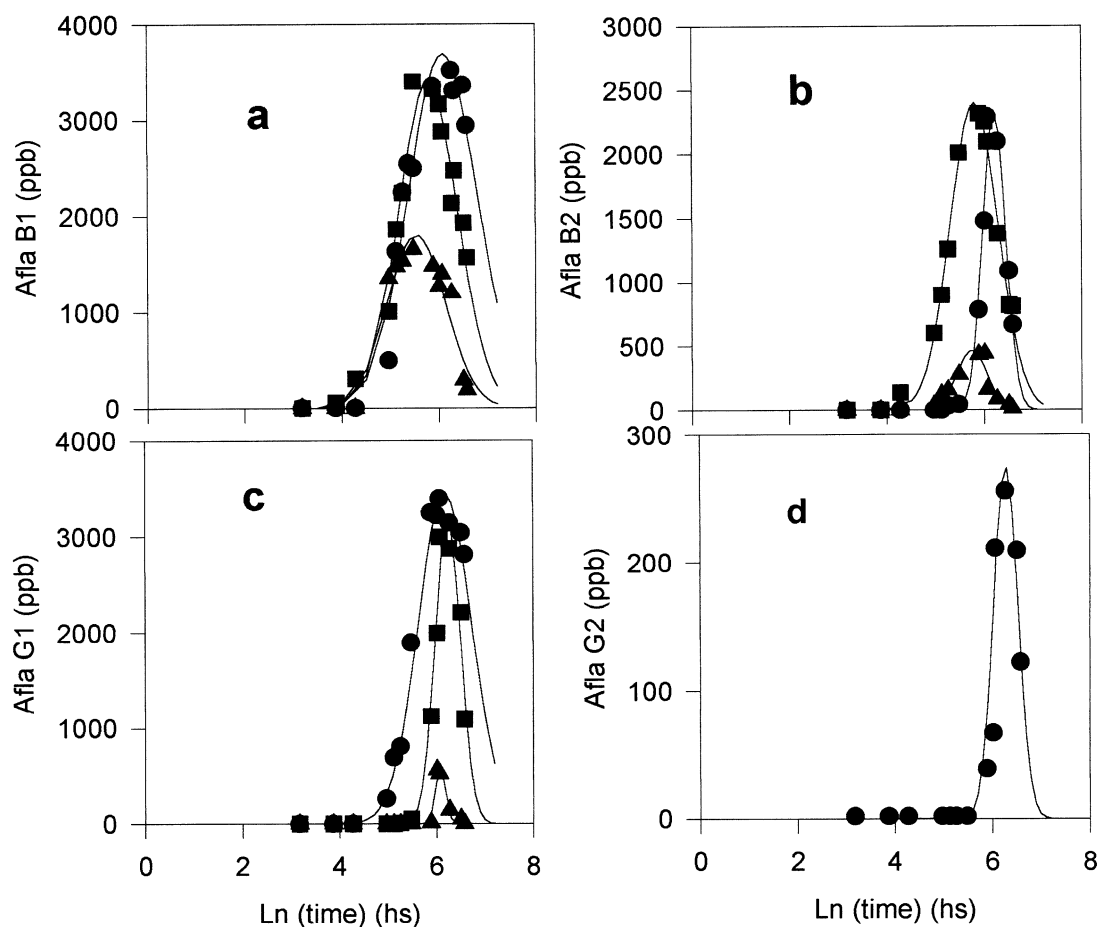 4000
3000
2000
1000
0
Afla B1 (ppb)
a
3000
2500
2000
1500
1000
500
0
Afla B2 (ppb)
b
4000
3000
2000
1000
0
Afla G1 (ppb)
c
0 2 4 6 8
Ln (time) (hs)
300
200
100
0
Afla G2 (ppb)
d
0 2 4 6 8
Ln (time) (hs)